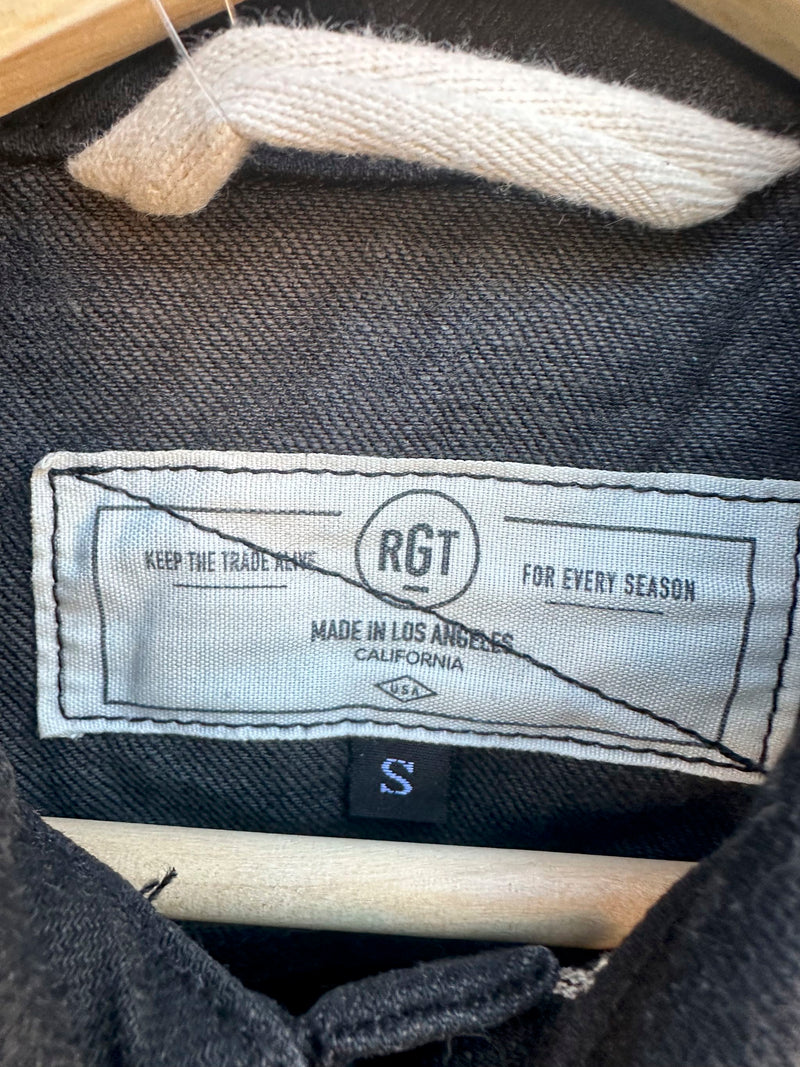 RGT
KEEP THE TRADE ALIVE
FOR EVERY SEASON
MADE IN LOS ANGELES
CALIFORNIA
USA
S